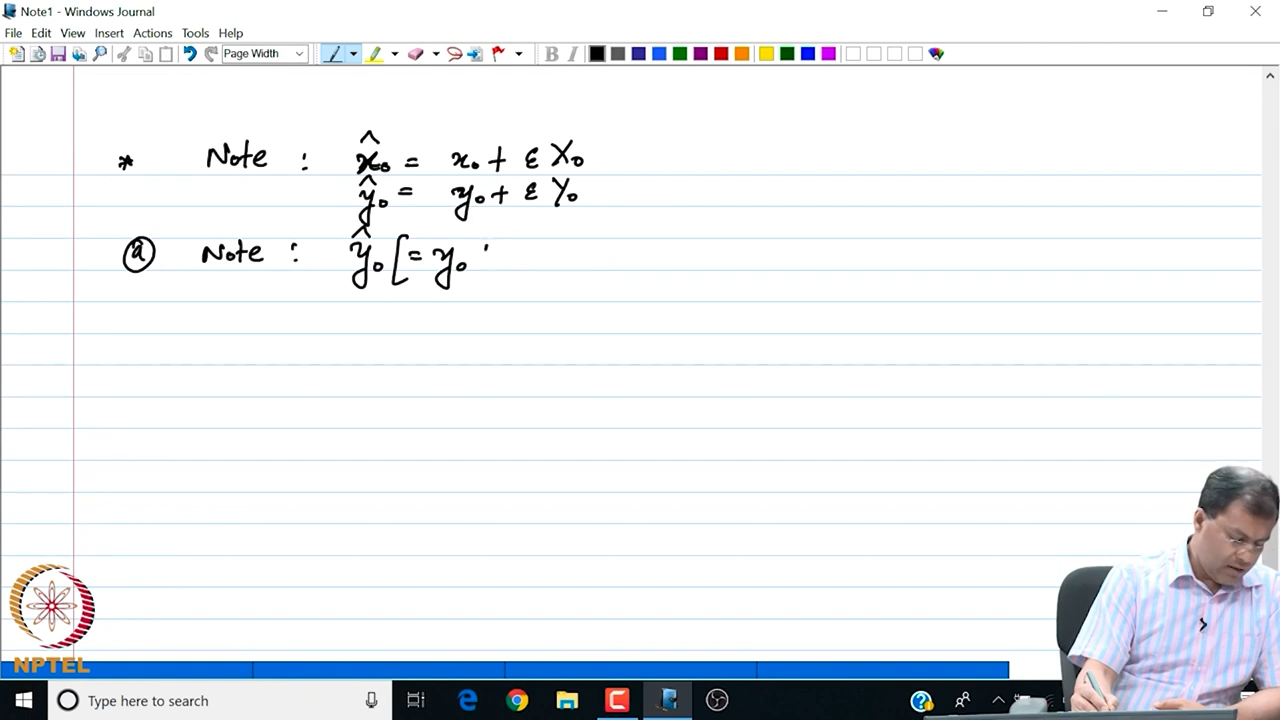 Note1 - Windows Journal
File Edit View Insert Actions Tools Help
Page Width
B I
* Note : x̂₀ = x₀ + ε X₀
ŷ₀ = y₀ + ε Y₀
ⓐ Note : ŷ₀ [= y₀ '
NPTEL
Type here to search